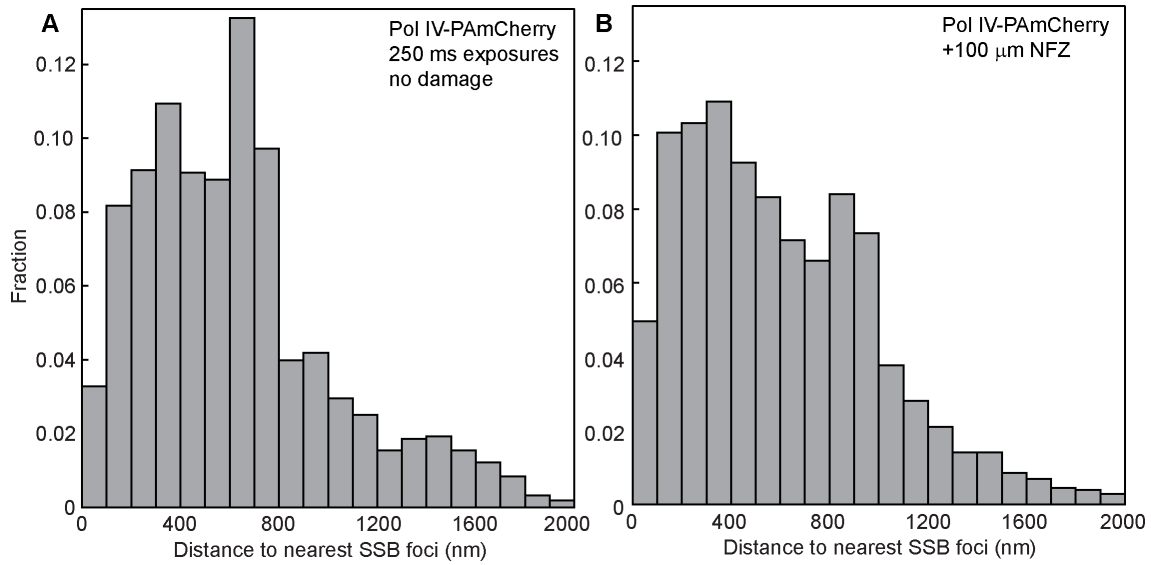 A
Pol IV-PAmCherry
250 ms exposures
no damage
Fraction
0.12
0.10
0.08
0.06
0.04
0.02
0
0 400 800 1200 1600 2000
Distance to nearest SSB foci (nm)
B
Pol IV-PAmCherry
+100 μm NFZ
0.12
0.10
0.08
0.06
0.04
0.02
0
0 400 800 1200 1600 2000
Distance to nearest SSB foci (nm)